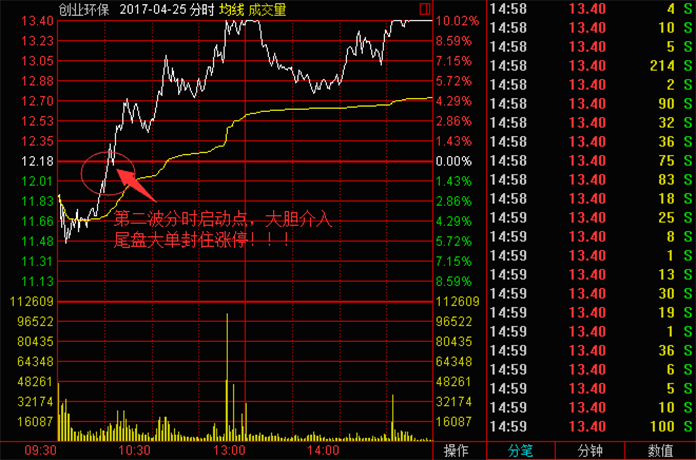 创业环保 2017-04-25 分时 均线 成交量
13.40 10.02% 14:58 13.40 4 S
13.23 8.59% 14:58 13.40 10 S
13.05 7.15% 14:58 13.40 5 S
12.88 5.72% 14:58 13.40 214 S
12.70 4.29% 14:58 13.40 2 S
12.53 2.86% 14:58 13.40 90 S
12.35 1.43% 14:58 13.40 32 S
12.18 0.00% 14:58 13.40 36 S
12.01 1.43% 14:58 13.40 75 S
11.83 2.86% 14:58 13.40 83 S
11.66 4.29% 14:58 13.40 18 S
第二波分时启动点，大胆介入
尾盘大单封住涨停！！！
11.48 5.72% 14:59 13.40 25 S
11.31 7.15% 14:59 13.40 8 S
11.13 8.59% 14:59 13.40 1 S
112609 112609 14:59 13.40 13 S
96522 96522 14:59 13.40 30 S
80435 80435 14:59 13.40 19 S
64348 64348 14:59 13.40 1 S
48261 48261 14:59 13.40 36 S
32174 32174 14:59 13.40 6 S
16087 16087 14:59 13.40 5 S
14:59 13.40 10 S
14:59 13.40 100 S
09:30 10:30 13:00 14:00 操作 分笔 分钟 数值